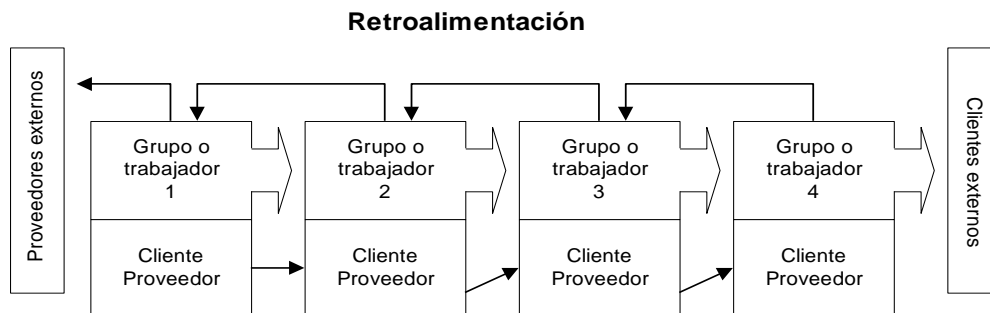 Retroalimentación
Proveedores externos
Grupo o
trabajador
1
Cliente
Proveedor
Grupo o
trabajador
2
Cliente
Proveedor
Grupo o
trabajador
3
Cliente
Proveedor
Grupo o
trabajador
4
Cliente
Proveedor
Clientes externos